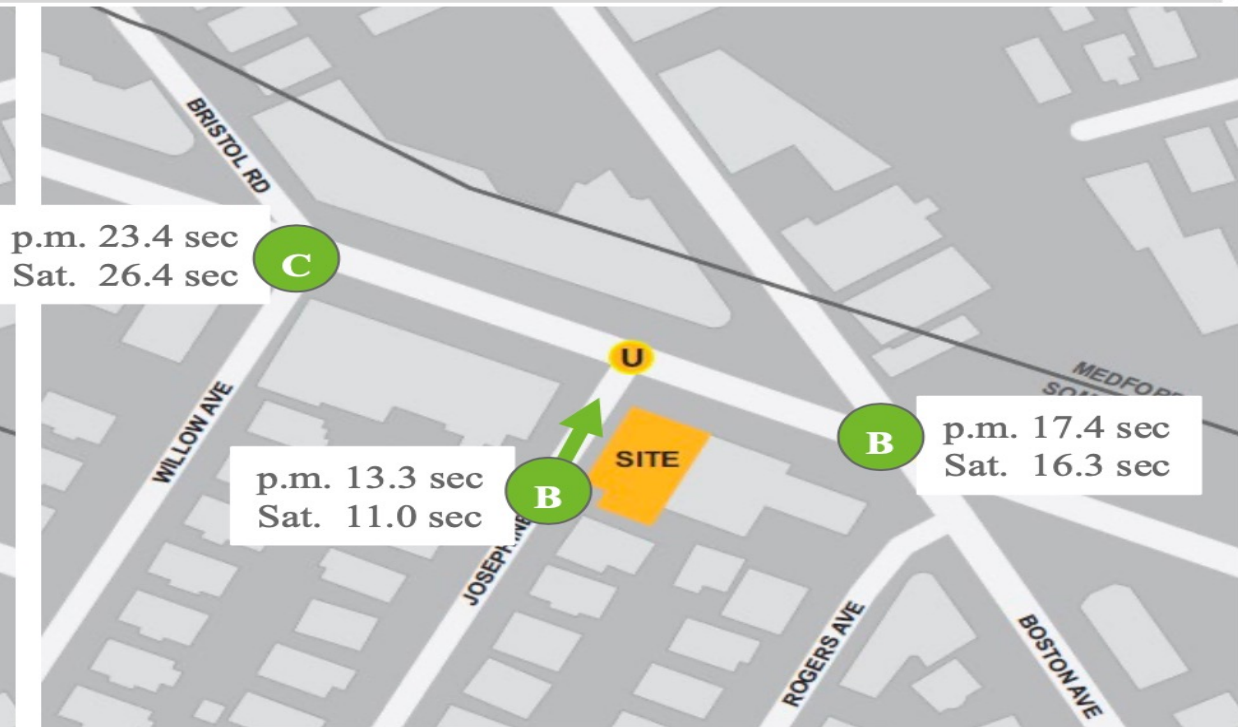 BRISTOL RD
p.m. 23.4 sec
Sat. 26.4 sec
C
U
MEDFORD
WILLOW AVE
p.m. 13.3 sec
Sat. 11.0 sec
B
SITE
B
p.m. 17.4 sec
Sat. 16.3 sec
ROGERS AVE
BOSTON AVE